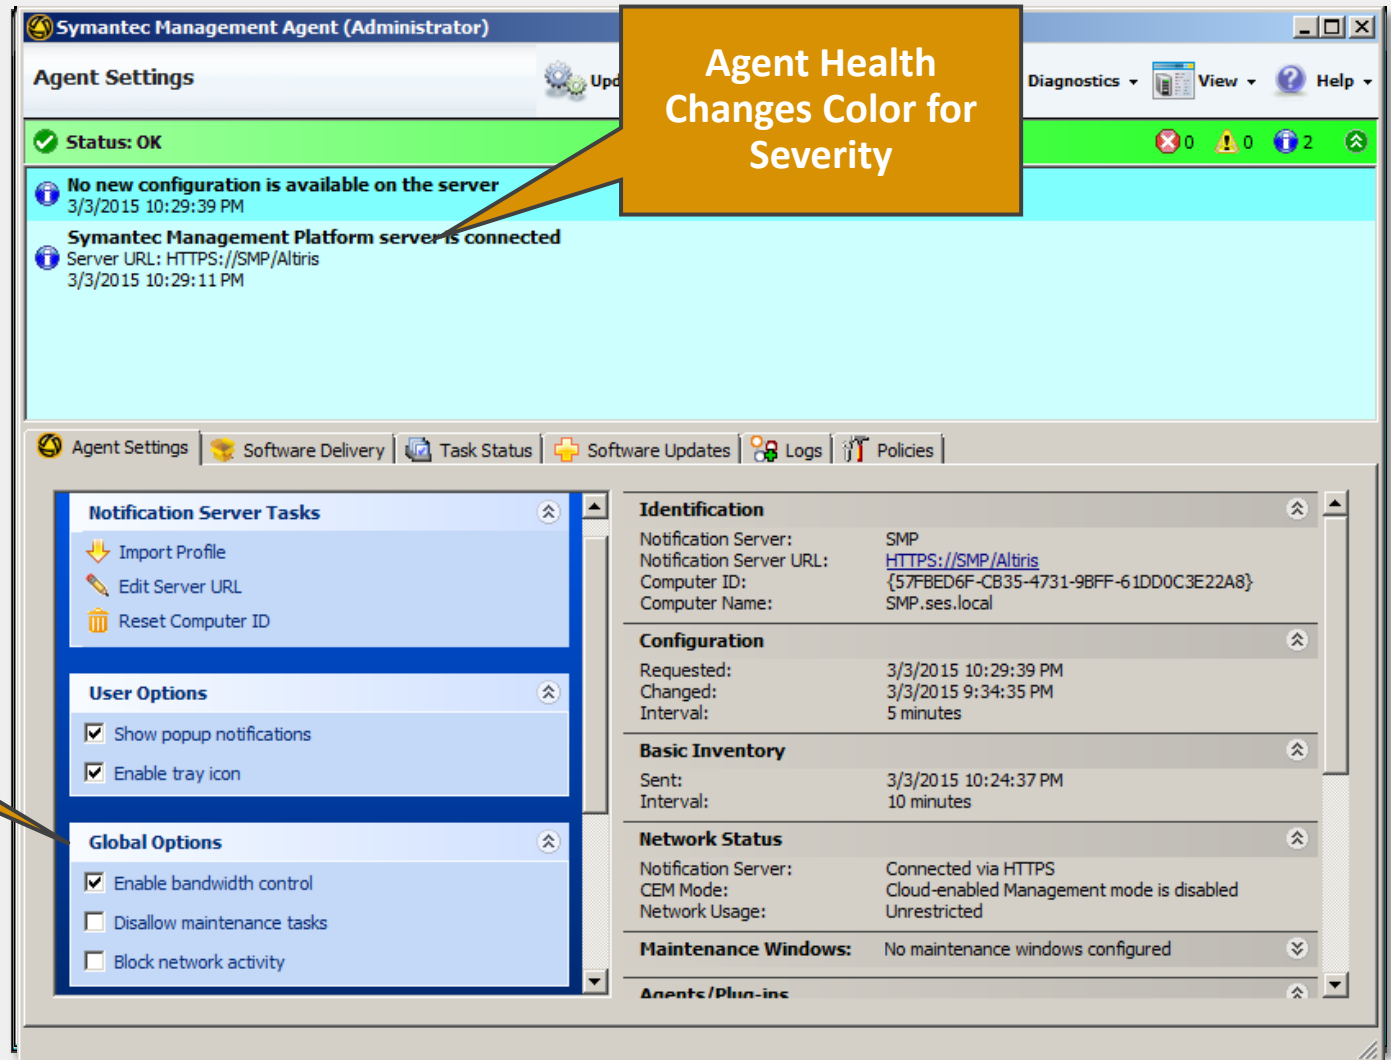 Symantec Management Agent (Administrator)
Agent Settings
Diagnostics
View
Help
Agent Health
Changes Color for
Severity
Status: OK
0
0
2
No new configuration is available on the server
3/3/2015 10:29:39 PM
Symantec Management Platform server is connected
Server URL: HTTPS://SMP/Altiris
3/3/2015 10:29:11 PM
Agent Settings
Software Delivery
Task Status
Software Updates
Logs
Policies
Notification Server Tasks
Import Profile
Edit Server URL
Reset Computer ID
User Options
Show popup notifications
Enable tray icon
Global Options
Enable bandwidth control
Disallow maintenance tasks
Block network activity
Identification
Notification Server: SMP
Notification Server URL: HTTPS://SMP/Altiris
Computer ID: {57FBED6F-CB35-4731-9BFF-61DD0C3E22A8}
Computer Name: SMP.ses.local
Configuration
Requested: 3/3/2015 10:29:39 PM
Changed: 3/3/2015 9:34:35 PM
Interval: 5 minutes
Basic Inventory
Sent: 3/3/2015 10:24:37 PM
Interval: 10 minutes
Network Status
Notification Server: Connected via HTTPS
CEM Mode: Cloud-enabled Management mode is disabled
Network Usage: Unrestricted
Maintenance Windows: No maintenance windows configured
Agents/Plug-ins